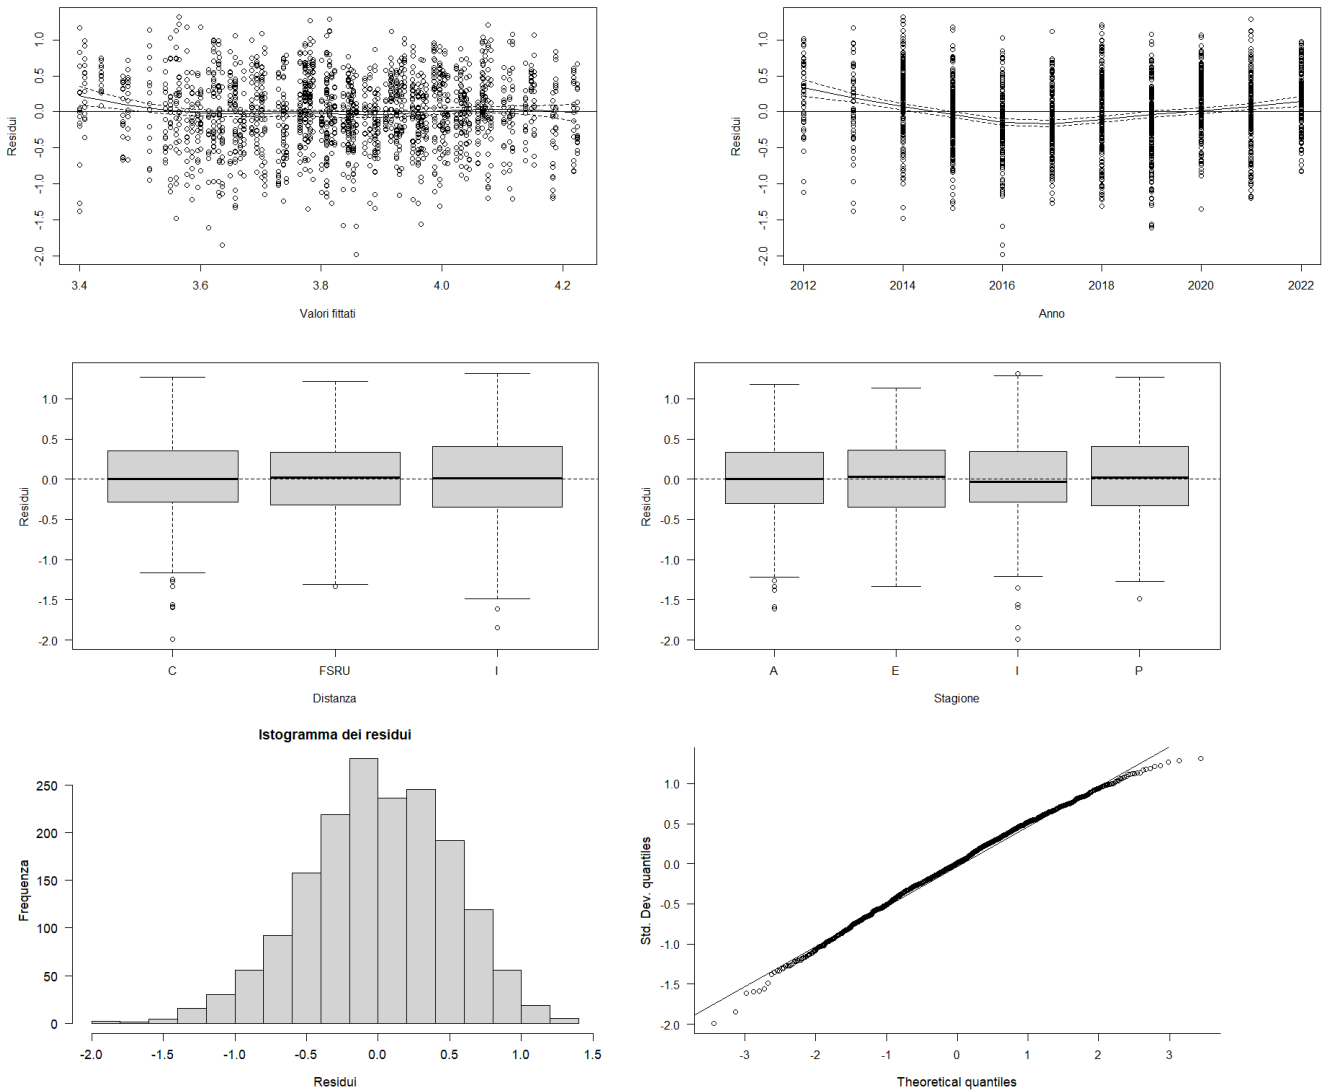 1.0
0.5
0.0
-0.5
-1.0
-1.5
-2.0
Residui
3.4 3.6 3.8 4.0 4.2
Valori fittati
1.0
0.5
0.0
-0.5
-1.0
-1.5
-2.0
Residui
2012 2014 2016 2018 2020 2022
Anno
1.0
0.5
0.0
-0.5
-1.0
-1.5
-2.0
Residui
C FSRU I
Distanza
1.0
0.5
0.0
-0.5
-1.0
-1.5
-2.0
Residui
A E I P
Stagione
Istogramma dei residui
250
200
150
100
50
0
Frequenza
-2.0 -1.5 -1.0 -0.5 0.0 0.5 1.0 1.5
Residui
1.0
0.5
0.0
-0.5
-1.0
-1.5
-2.0
Std. Dev. quantiles
-3 -2 -1 0 1 2 3
Theoretical quantiles